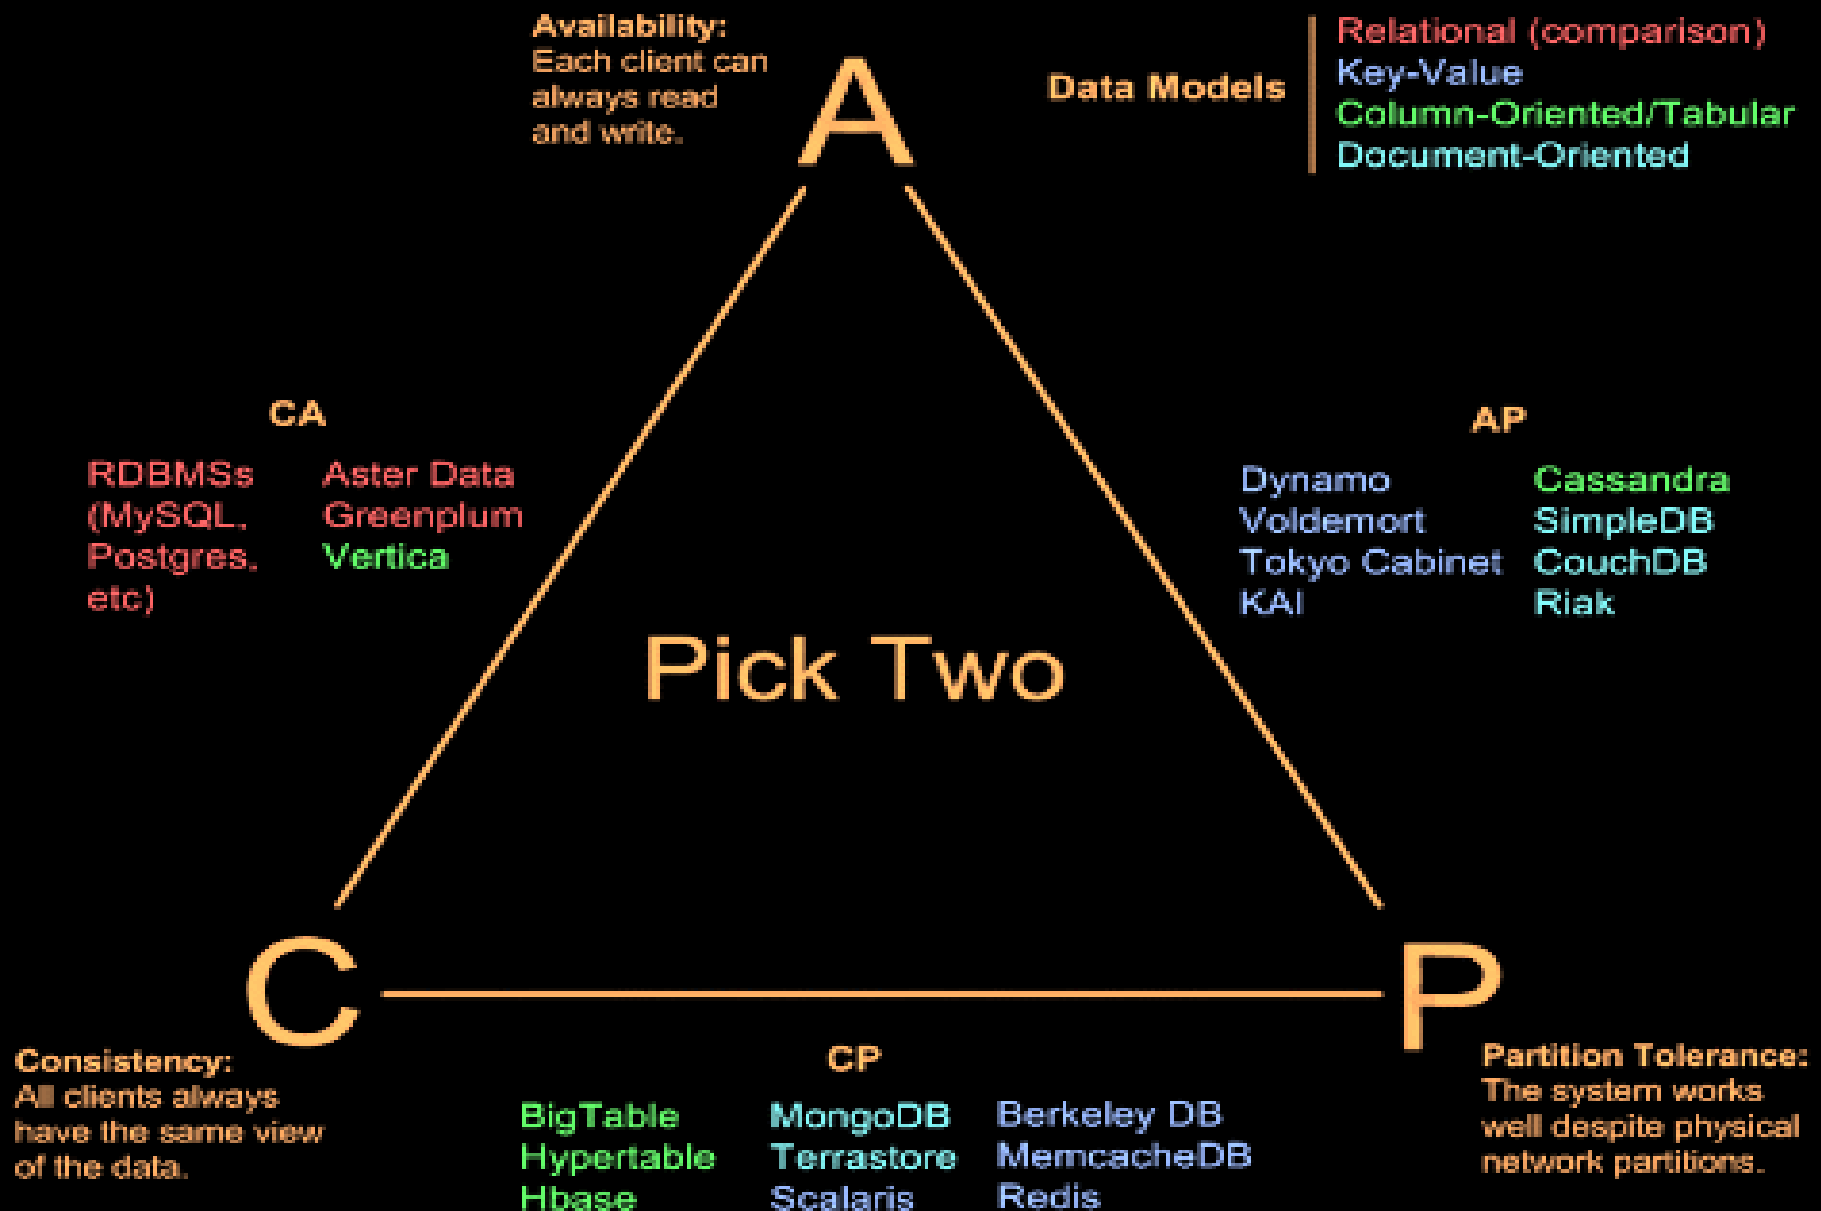 Availability:
Each client can
always read
and write.
A
Data Models
Relational (comparison)
Key-Value
Column-Oriented/Tabular
Document-Oriented
CA
RDBMSs
(MySQL,
Postgres,
etc)
Aster Data
Greenplum
Vertica
AP
Dynamo
Voldemort
Tokyo Cabinet
KAI
Cassandra
SimpleDB
CouchDB
Riak
Pick Two
C
Consistency:
All clients always
have the same view
of the data.
CP
BigTable
Hypertable
Hbase
MongoDB
Terrastore
Scalaris
Berkeley DB
MemcacheDB
Redis
P
Partition Tolerance:
The system works
well despite physical
network partitions.